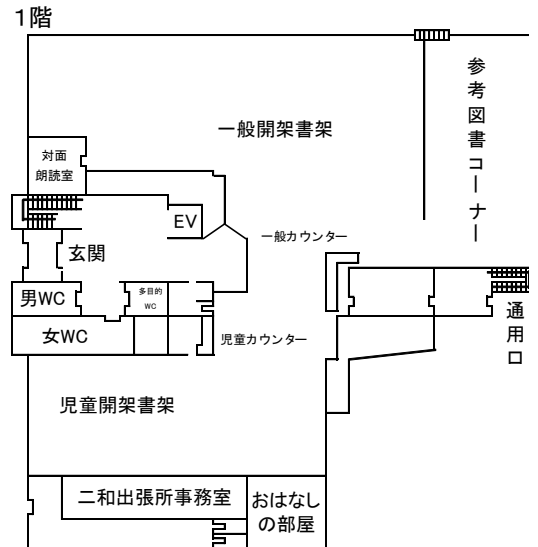 1階
参考図書コーナー
一般開架書架
対面
朗読室
EV
一般カウンター
玄関
男WC
多目的
WC
通用口
女WC
児童カウンター
児童開架書架
二和出張所事務室
おはなし
の部屋